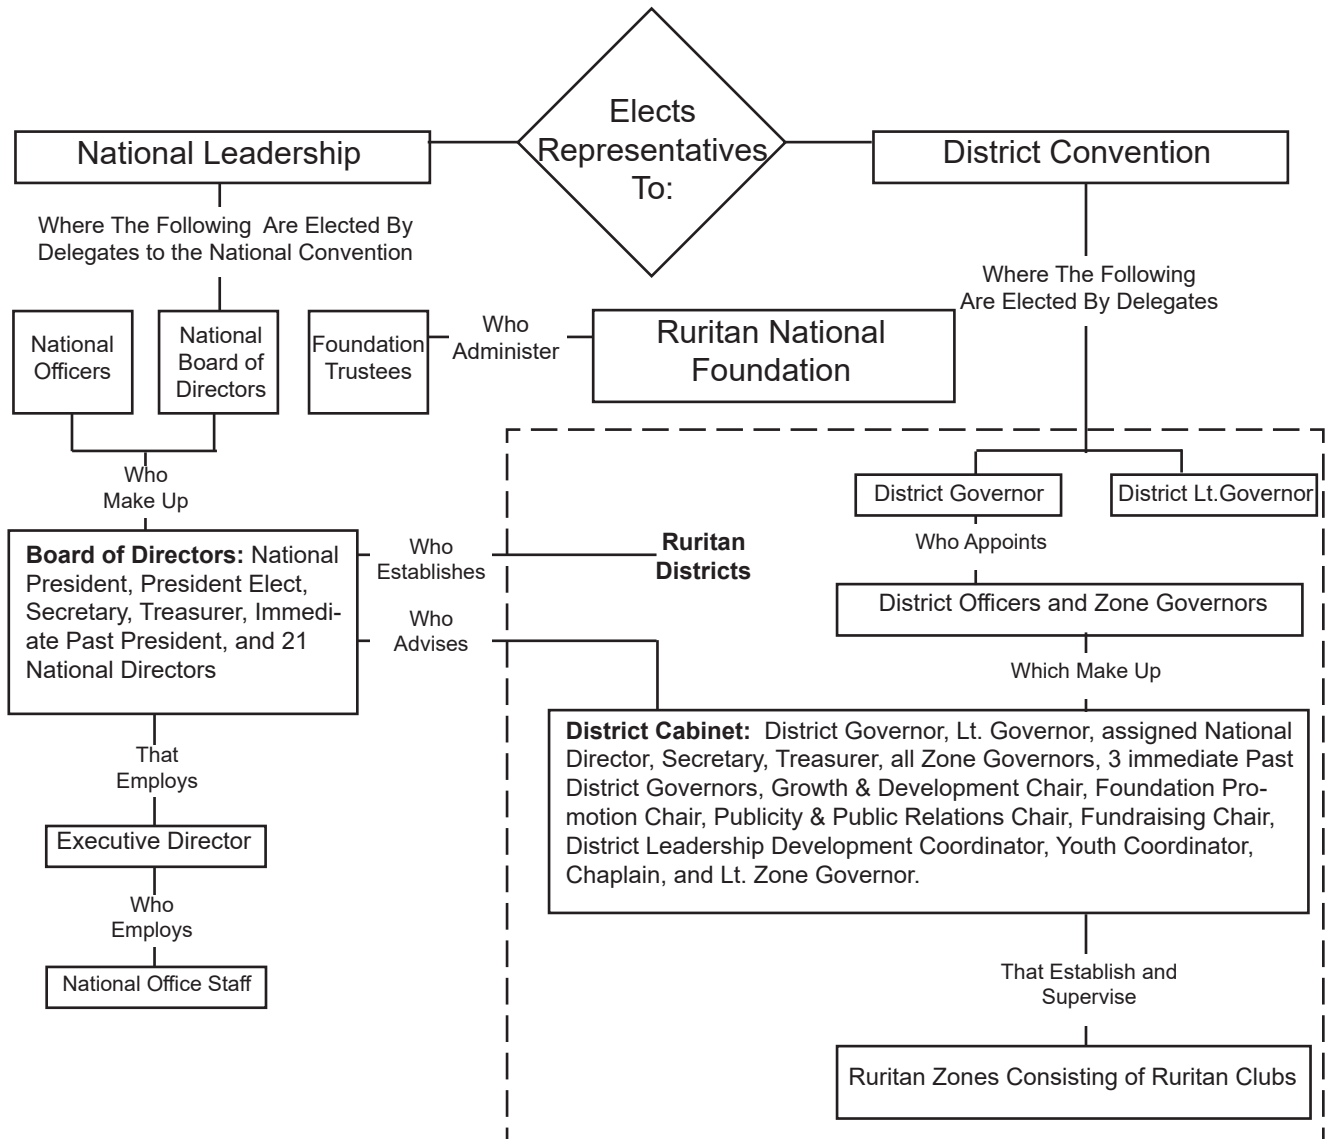 Elects
Representatives
To:
National Leadership
District Convention
Where The Following  Are Elected By
Delegates to the National Convention
Where The Following
Are Elected By Delegates
National
Officers
National
Board of
Directors
Foundation
Trustees
Who
Administer
Ruritan National
Foundation
Who
Make Up
District Governor
District Lt.Governor
Who Appoints
District Officers and Zone Governors
Which Make Up
Board of Directors: National
President, President Elect,
Secretary, Treasurer, Immedi-
ate Past President, and 21
National Directors
Who
Establishes
Ruritan
Districts
Who
Advises
District Cabinet:  District Governor, Lt. Governor, assigned National
Director, Secretary, Treasurer, all Zone Governors, 3 immediate Past
District Governors, Growth & Development Chair, Foundation Pro-
motion Chair, Publicity & Public Relations Chair, Fundraising Chair,
District Leadership Development Coordinator, Youth Coordinator,
Chaplain, and Lt. Zone Governor.
That
Employs
Executive Director
Who
Employs
National Office Staff
That Establish and
Supervise
Ruritan Zones Consisting of Ruritan Clubs